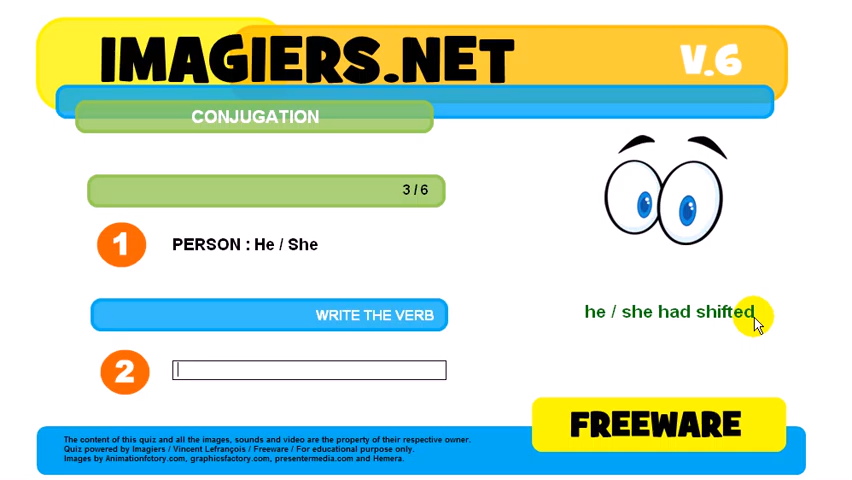 IMAGIERS.NET
V.6
CONJUGATION
3 / 6
1
PERSON : He / She
he / she had shifted
WRITE THE VERB
2
FREEWARE
The content of this quiz and all the images, sounds and video are the property of their respective owner.
Quiz powered by Imagiers / Vincent Lefrançois / Freeware / For educational purpose only.
Images by Animationfctory.com, graphicsfactory.com, presentermedia.com and Hemera.